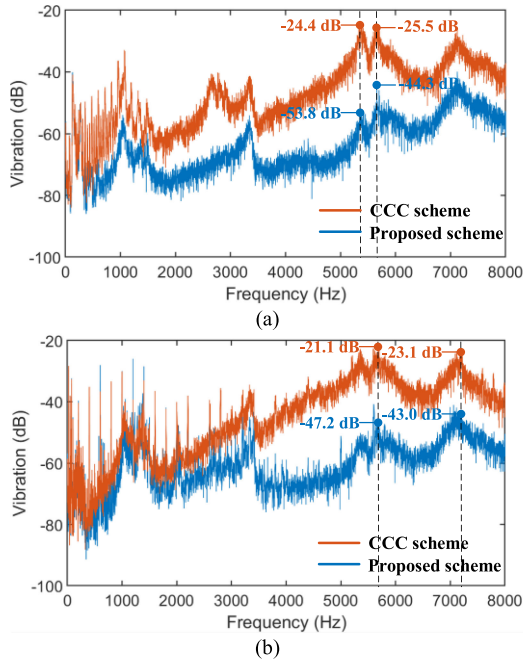 -20
-24.4 dB
-25.5 dB
-40
-44.3 dB
-53.8 dB
-60
-80
CCC scheme
Proposed scheme
-100
Vibration (dB)
0 1000 2000 3000 4000 5000 6000 7000 8000
Frequency (Hz)
(a)
-20
-21.1 dB
-23.1 dB
-40
-47.2 dB
-43.0 dB
-60
-80
CCC scheme
Proposed scheme
-100
Vibration (dB)
0 1000 2000 3000 4000 5000 6000 7000 8000
Frequency (Hz)
(b)